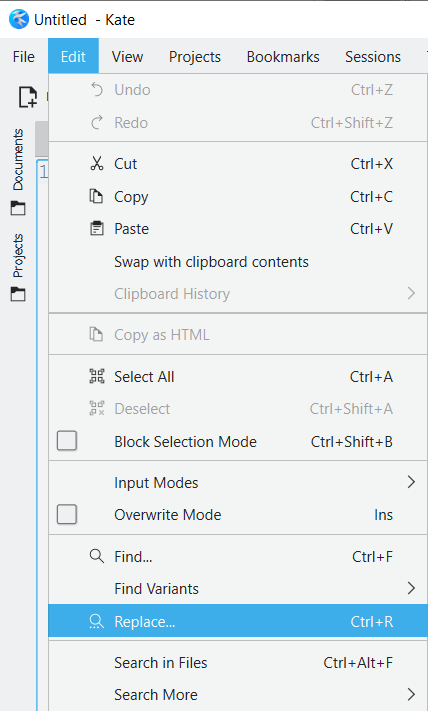 Untitled - Kate
File Edit View Projects Bookmarks Sessions
Documents
Projects
1
Undo Ctrl+Z
Redo Ctrl+Shift+Z
Cut Ctrl+X
Copy Ctrl+C
Paste Ctrl+V
Swap with clipboard contents
Clipboard History
Copy as HTML
Select All Ctrl+A
Deselect Ctrl+Shift+A
Block Selection Mode Ctrl+Shift+B
Input Modes
Overwrite Mode Ins
Find... Ctrl+F
Find Variants
Replace... Ctrl+R
Search in Files Ctrl+Alt+F
Search More